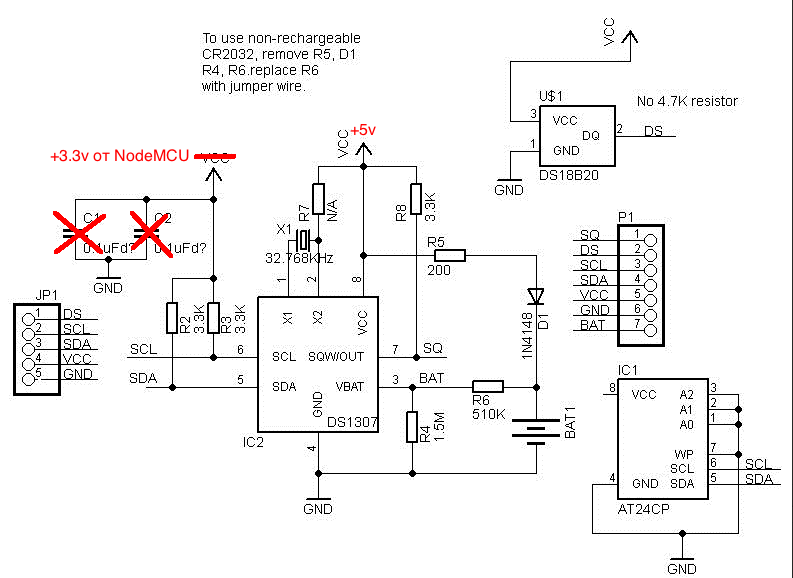 To use non-rechargeable
CR2032, remove R5, D1
R4, R6.replace R6
with jumper wire.
VCC
U$1
No 4.7K resistor
3
VCC
DQ
2
DS
1
GND
DS18B20
GND
+5v
VCC
+3.3v от NodeMCU
VCC
R7
N/A
R8
3.3K
C1
0.1uFd?
C2
0.1uFd?
GND
X1
32.768KHz
1
2
8
R5
200
P1
SQ 1
DS 2
SCL 3
SDA 4
VCC 5
GND 6
BAT 7
JP1
1 DS
2 SCL
3 SDA
4 VCC
5 GND
R2
3.3K
R3
3.3K
X1
X2
VCC
1N4148
D1
SCL
6
SCL
SQW/OUT
7
SQ
SDA
5
SDA
VBAT
3
BAT
GND
DS1307
IC2
4
R4
1.5M
R6
510K
BAT1
GND
IC1
8
VCC
A2
3
A1
2
A0
1
WP
7
SCL
6
SCL
4
GND
SDA
5
SDA
AT24CP
GND